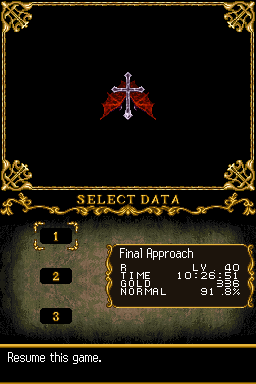 SELECT DATA
1
2
3
Final Approach
R LV 40
TIME 10:26:51
GOLD 336
NORMAL 91.8%
Resume this game.